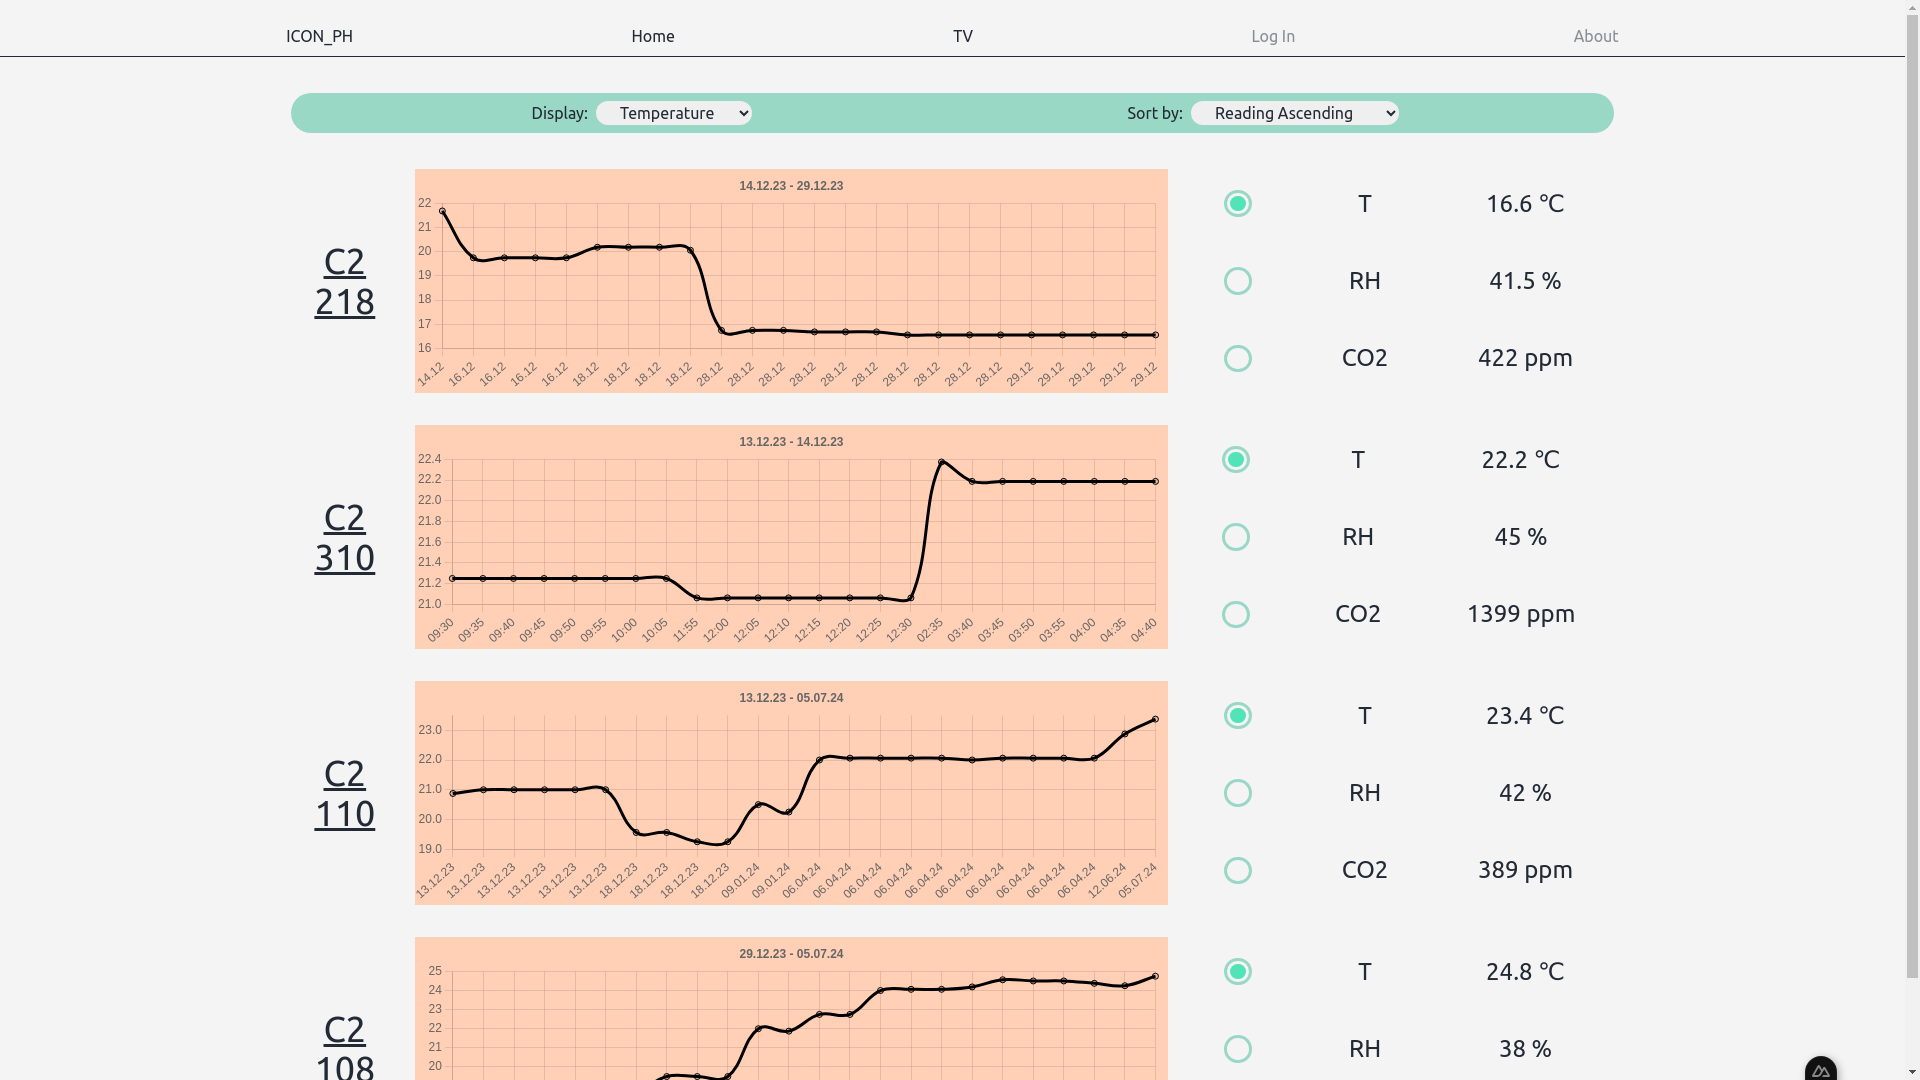 ICON_PH Home TV Log In About
Display: Temperature Sort by: Reading Ascending
14.12.23 - 29.12.23
22
21
20
19
18
17
16
14.12 16.12 16.12 16.12 16.12 18.12 18.12 18.12 18.12 28.12 28.12 28.12 28.12 28.12 28.12 28.12 28.12 28.12 28.12 29.12 29.12 29.12 29.12 29.12
C2
218
T 16.6 °C
RH 41.5 %
CO2 422 ppm
13.12.23 - 14.12.23
22.4
22.2
22.0
21.8
21.6
21.4
21.2
21.0
09:30 09:35 09:40 09:45 09:50 09:55 10:00 10:05 11:55 12:00 12:05 12:10 12:15 12:20 12:25 12:30 02:35 03:40 03:45 03:50 03:55 04:00 04:35 04:40
C2
310
T 22.2 °C
RH 45 %
CO2 1399 ppm
13.12.23 - 05.07.24
23.0
22.0
21.0
20.0
19.0
13.12.23 13.12.23 13.12.23 13.12.23 13.12.23 13.12.23 18.12.23 18.12.23 18.12.23 18.12.23 09.01.24 09.01.24 06.04.24 06.04.24 06.04.24 06.04.24 06.04.24 06.04.24 06.04.24 06.04.24 06.04.24 06.04.24 12.06.24 05.07.24
C2
110
T 23.4 °C
RH 42 %
CO2 389 ppm
29.12.23 - 05.07.24
25
24
23
22
21
20
C2
108
T 24.8 °C
RH 38 %